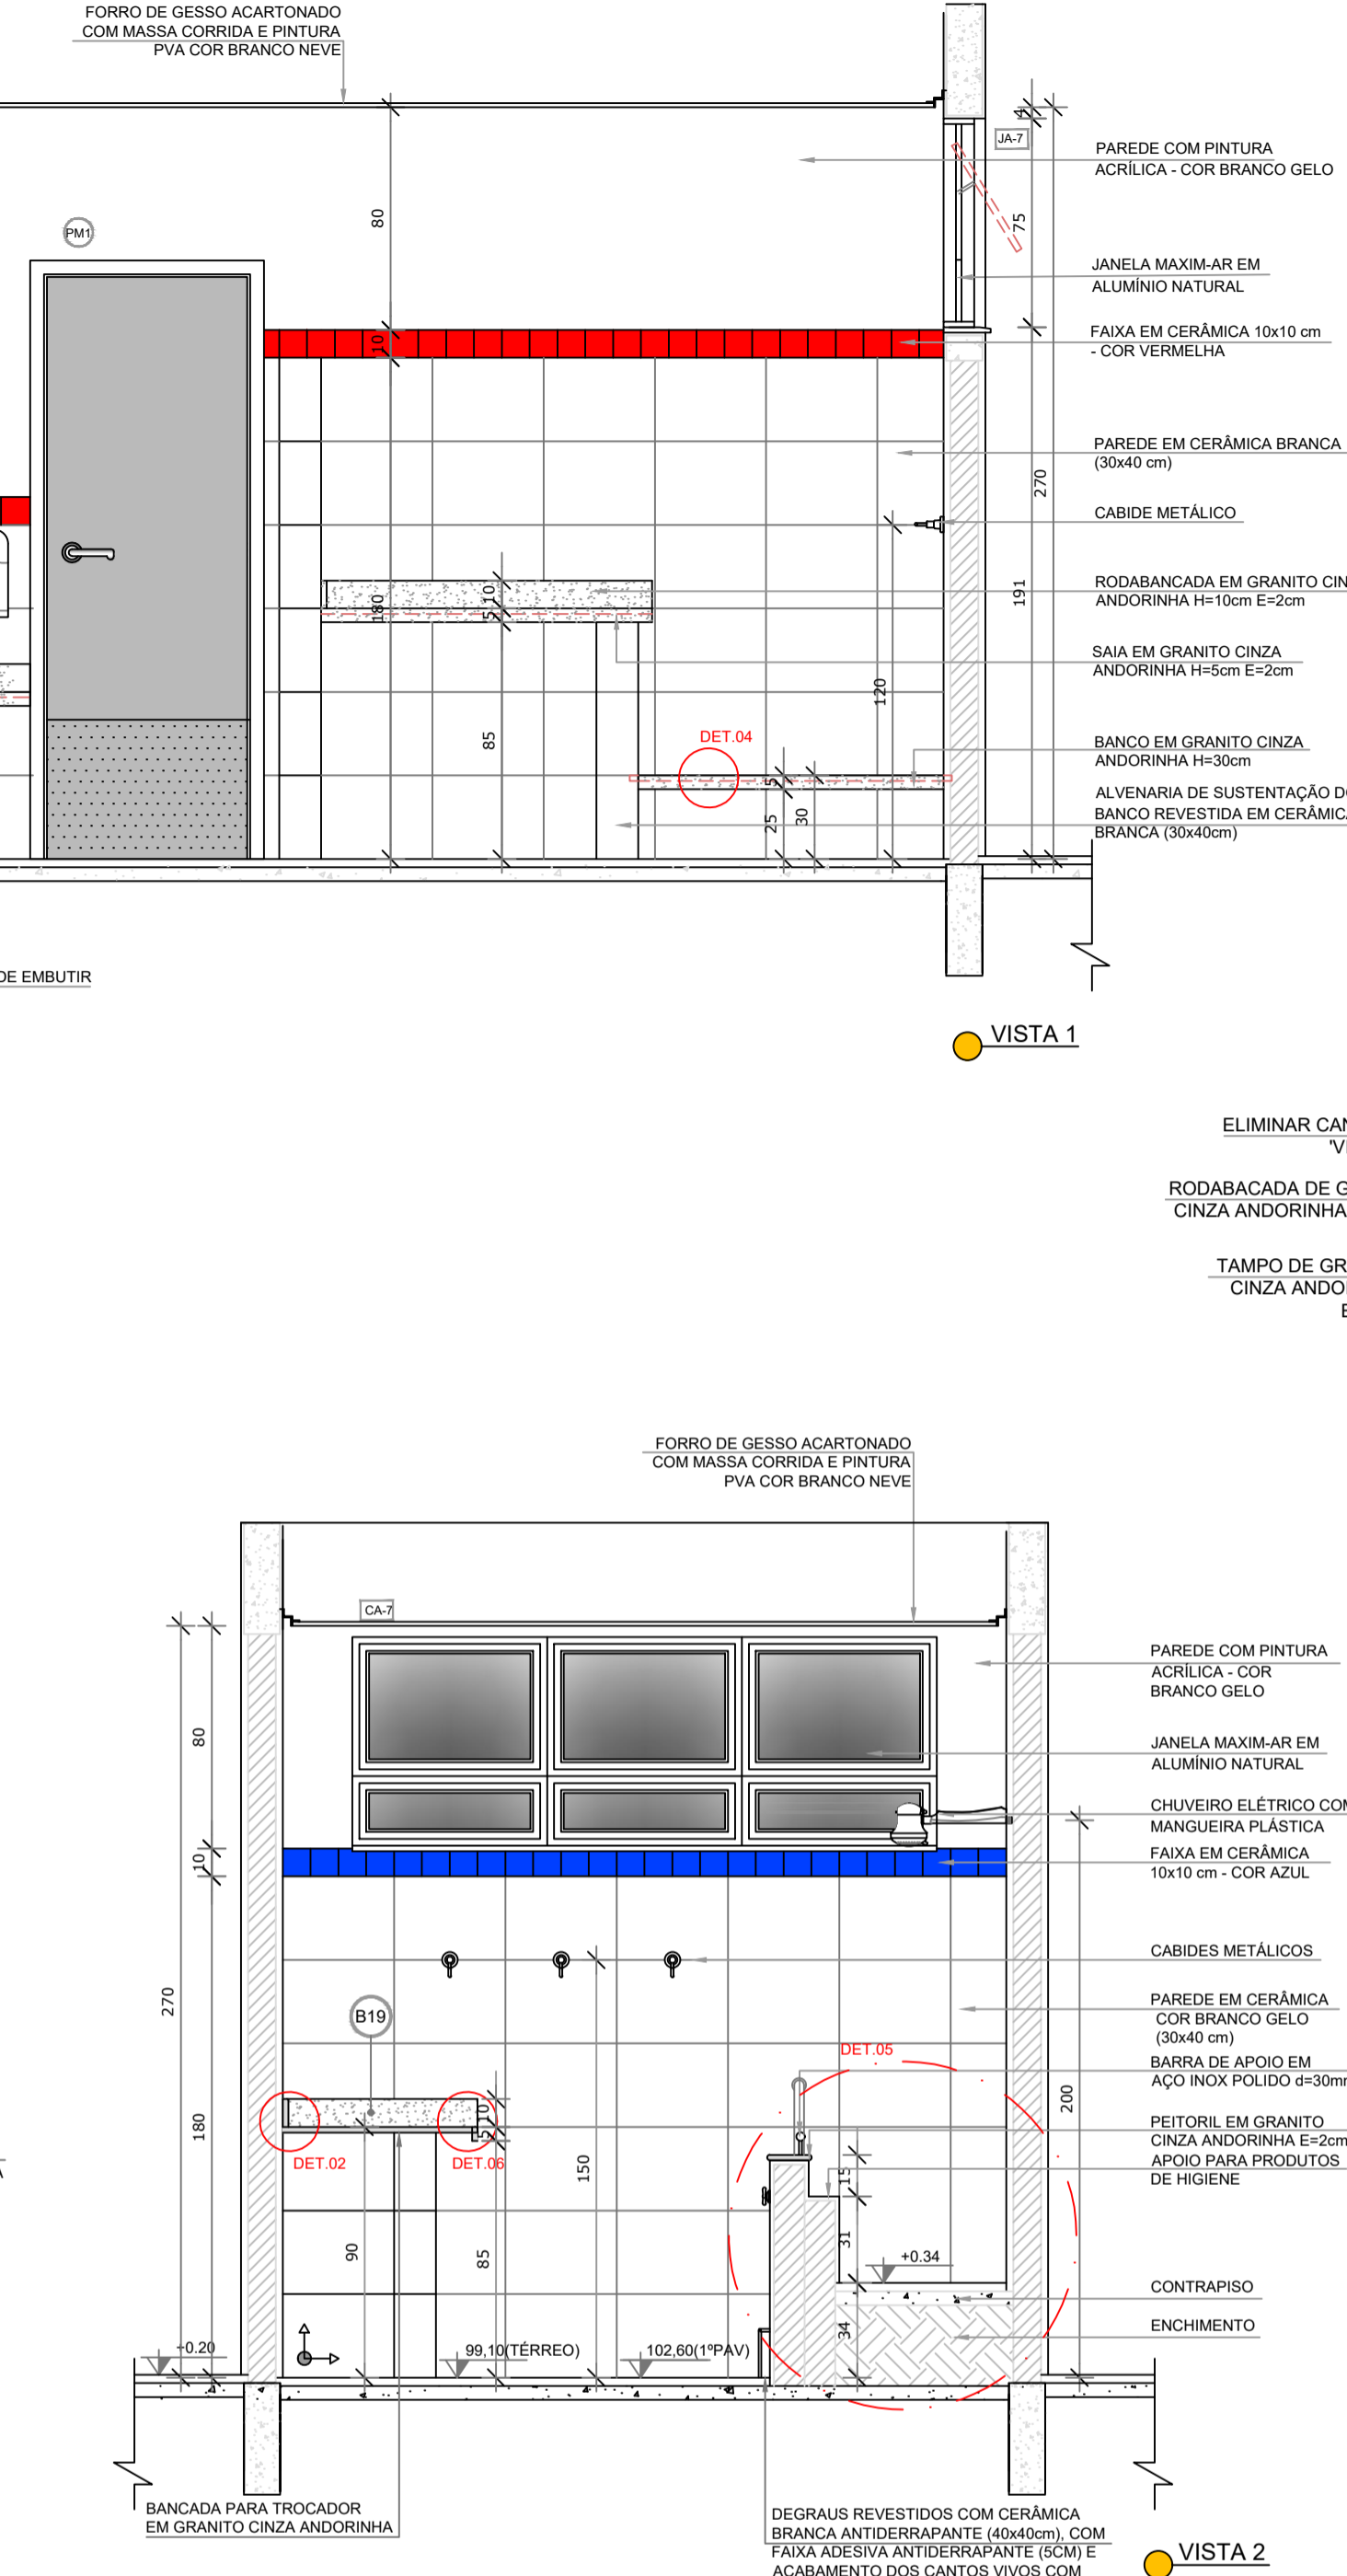 FORRO DE GESSO ACARTONADO
COM MASSA CORRIDA E PINTURA
PVA COR BRANCO NEVE
80
PM1
10
180
10
5
85
DET.04
5
25
30
120
4
JA-7
75
270
191
PAREDE COM PINTURA
ACRÍLICA - COR BRANCO GELO
JANELA MAXIM-AR EM
ALUMÍNIO NATURAL
FAIXA EM CERÂMICA 10x10 cm
- COR VERMELHA
PAREDE EM CERÂMICA BRANCA
(30x40 cm)
CABIDE METÁLICO
RODABANCADA EM GRANITO CIN
ANDORINHA H=10cm E=2cm
SAIA EM GRANITO CINZA
ANDORINHA H=5cm E=2cm
BANCO EM GRANITO CINZA
ANDORINHA H=30cm
ALVENARIA DE SUSTENTAÇÃO DO
BANCO REVESTIDA EM CERÂMICA
BRANCA (30x40cm)
DE EMBUTIR
VISTA 1
ELIMINAR CAN
'VI
RODABACADA DE G
CINZA ANDORINHA
TAMPO DE GR
CINZA ANDOR
E
FORRO DE GESSO ACARTONADO
COM MASSA CORRIDA E PINTURA
PVA COR BRANCO NEVE
CA-7
80
10
270
180
B19
DET.02
DET.06
10
5
90
85
150
DET.05
15
31
34
+0.34
200
+0.20
99,10(TÉRREO)
102,60(1ºPAV)
PAREDE COM PINTURA
ACRÍLICA - COR
BRANCO GELO
JANELA MAXIM-AR EM
ALUMÍNIO NATURAL
CHUVEIRO ELÉTRICO COM
MANGUEIRA PLÁSTICA
FAIXA EM CERÂMICA
10x10 cm - COR AZUL
CABIDES METÁLICOS
PAREDE EM CERÂMICA
COR BRANCO GELO
(30x40 cm)
BARRA DE APOIO EM
AÇO INOX POLIDO d=30mm
PEITORIL EM GRANITO
CINZA ANDORINHA E=2cm
APOIO PARA PRODUTOS
DE HIGIENE
CONTRAPISO
ENCHIMENTO
BANCADA PARA TROCADOR
EM GRANITO CINZA ANDORINHA
DEGRAUS REVESTIDOS COM CERÂMICA
BRANCA ANTIDERRAPANTE (40x40cm), COM
FAIXA ADESIVA ANTIDERRAPANTE (5CM) E
ACABAMENTO DOS CANTOS VIVOS COM
VISTA 2